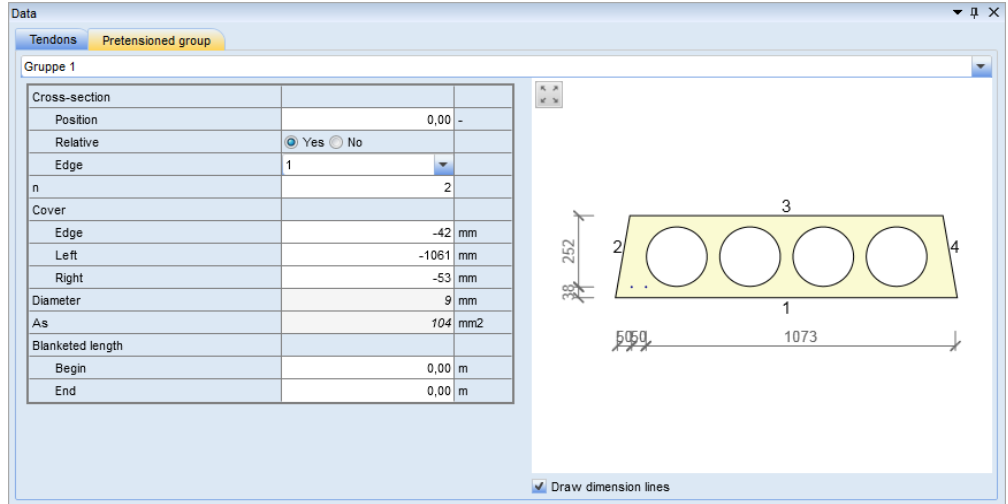 Data
Tendons Pretensioned group
Gruppe 1
Cross-section
Position 0,00 -
Relative Yes No
Edge 1
n 2
Cover
Edge -42 mm
Left -1061 mm
Right -53 mm
Diameter 9 mm
As 104 mm2
Blanketed length
Begin 0,00 m
End 0,00 m
3
252 2 4
38
1
50 50 1073
Draw dimension lines